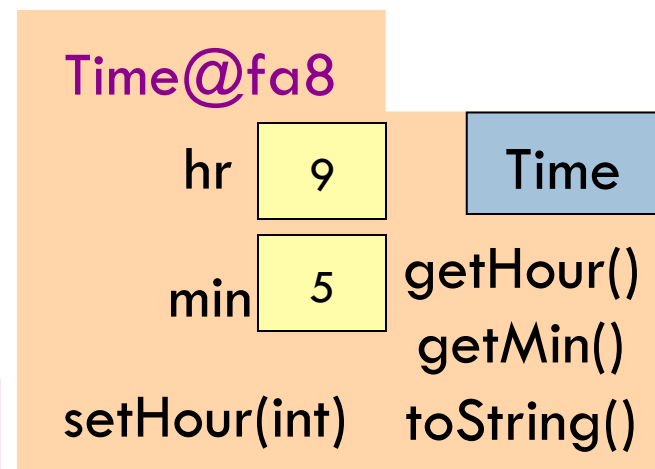 Time@fa8
hr 9 Time
min 5 getHour()
getMin()
setHour(int) toString()